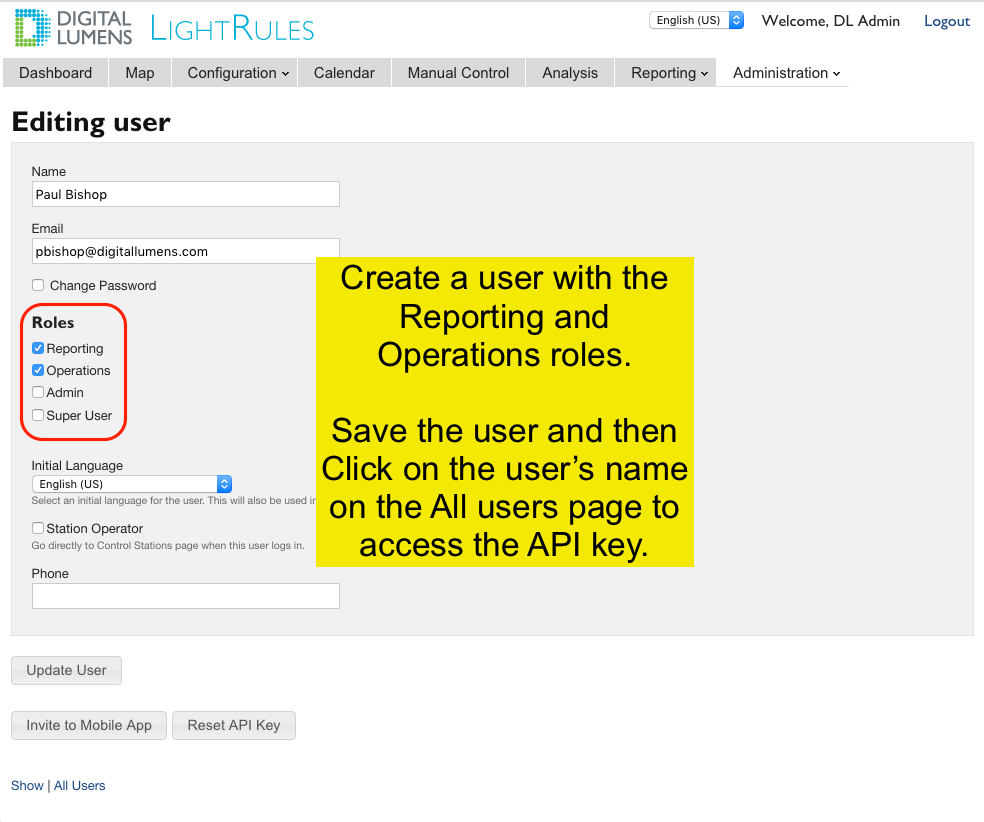 DIGITAL
LUMENS
LIGHTRULES
English (US)
Welcome, DL Admin
Logout
Dashboard
Map
Configuration
Calendar
Manual Control
Analysis
Reporting
Administration
Editing user
Name
Paul Bishop
Email
pbishop@digitallumens.com
Change Password
Roles
Reporting
Operations
Admin
Super User
Initial Language
English (US)
Select an initial language for the user. This will also be used in
Station Operator
Go directly to Control Stations page when this user logs in.
Phone
Create a user with the
Reporting and
Operations roles.
Save the user and then
Click on the user’s name
on the All users page to
access the API key.
Update User
Invite to Mobile App
Reset API Key
Show | All Users